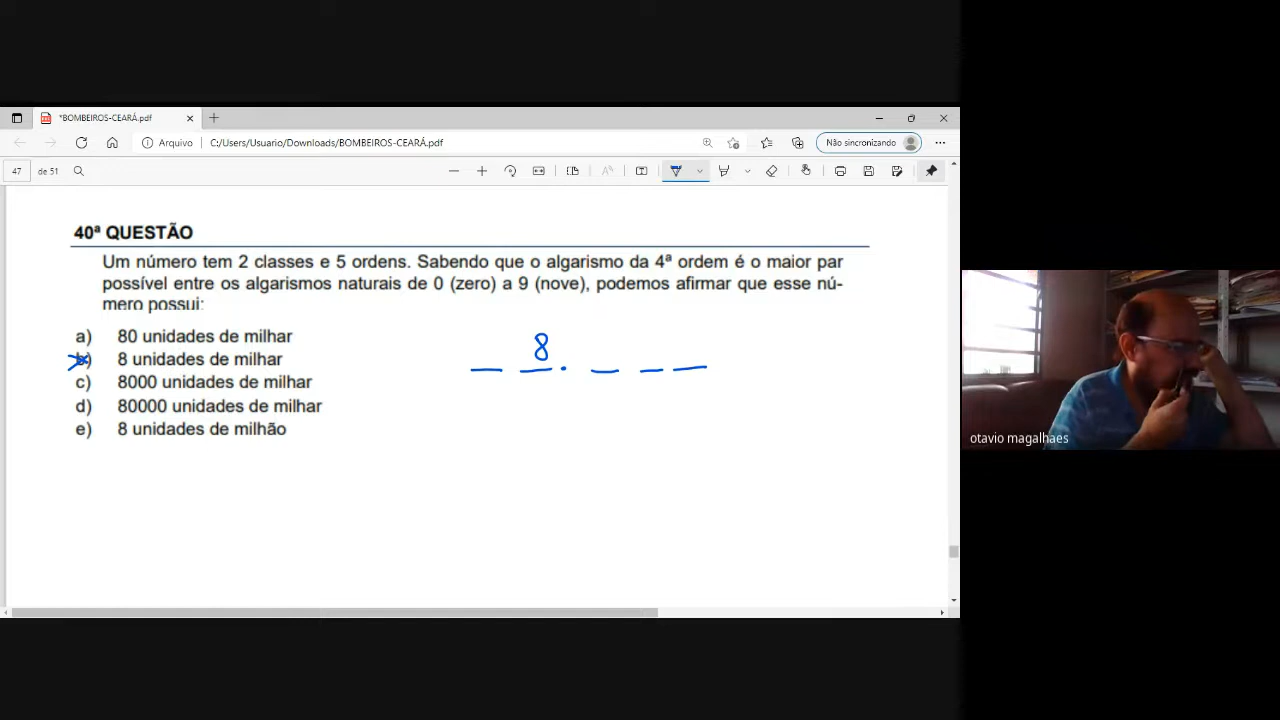 *BOMBEIROS-CEARÁ.pdf
Arquivo C:/Users/Usuario/Downloads/BOMBEIROS-CEARÁ.pdf Não sincronizando
47 de 51
40ª QUESTÃO
Um número tem 2 classes e 5 ordens. Sabendo que o algarismo da 4ª ordem é o maior par
possível entre os algarismos naturais de 0 (zero) a 9 (nove), podemos afirmar que esse nú-
mero possui:
a) 80 unidades de milhar
b) 8 unidades de milhar
c) 8000 unidades de milhar
d) 80000 unidades de milhar
e) 8 unidades de milhão
8
otavio magalhaes